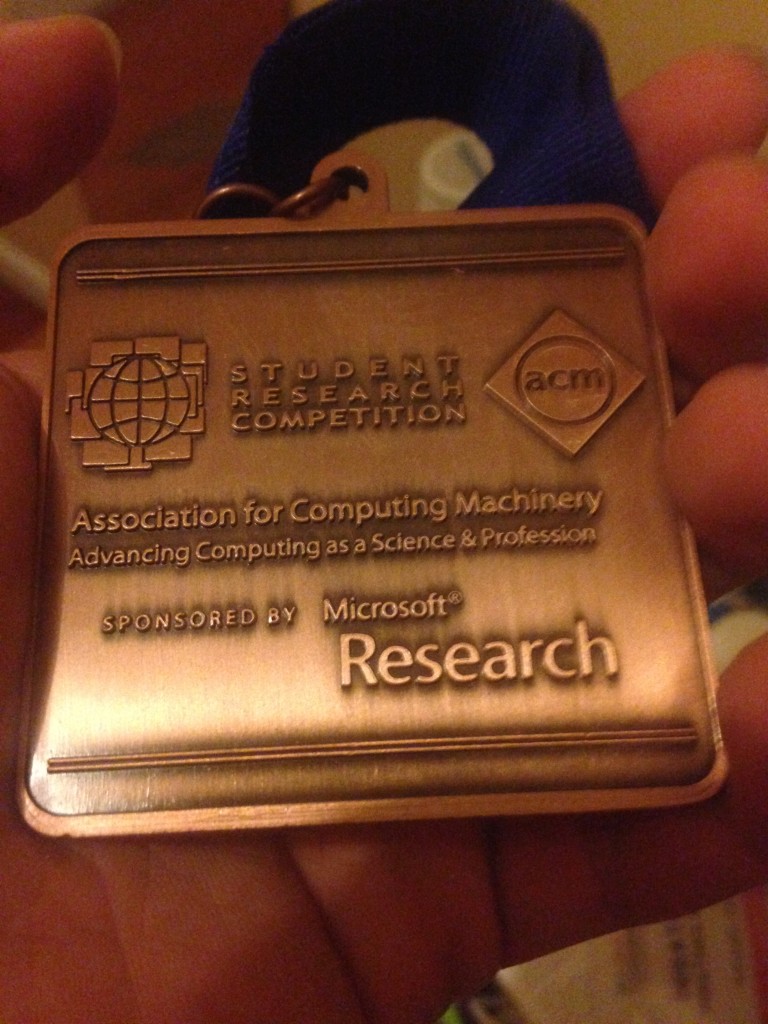 STUDENT
RESEARCH
COMPETITION
acm
Association for Computing Machinery
Advancing Computing as a Science & Profession
SPONSORED BY Microsoft®
Research